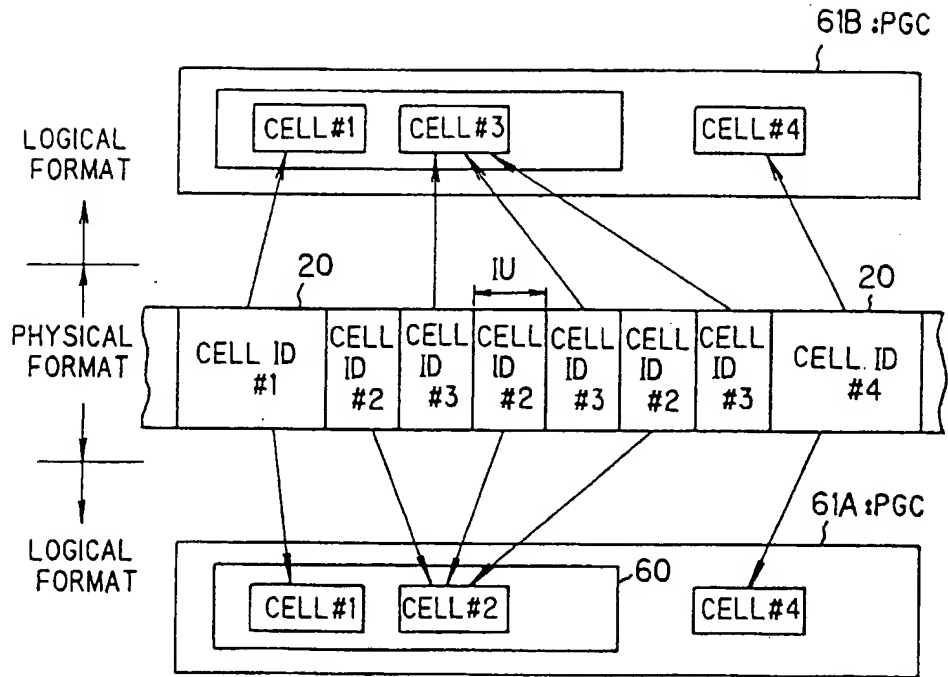 61B:PGC
CELL#1
CELL#3
CELL#4
LOGICAL
FORMAT
20
IU
20
PHYSICAL
FORMAT
CELL ID
#1
CELL
ID
#2
CELL
ID
#3
CELL
ID
#2
CELL
ID
#3
CELL
ID
#2
CELL
ID
#3
CELL. ID
#4
61A:PGC
LOGICAL
FORMAT
60
CELL#1
CELL#2
CELL#4